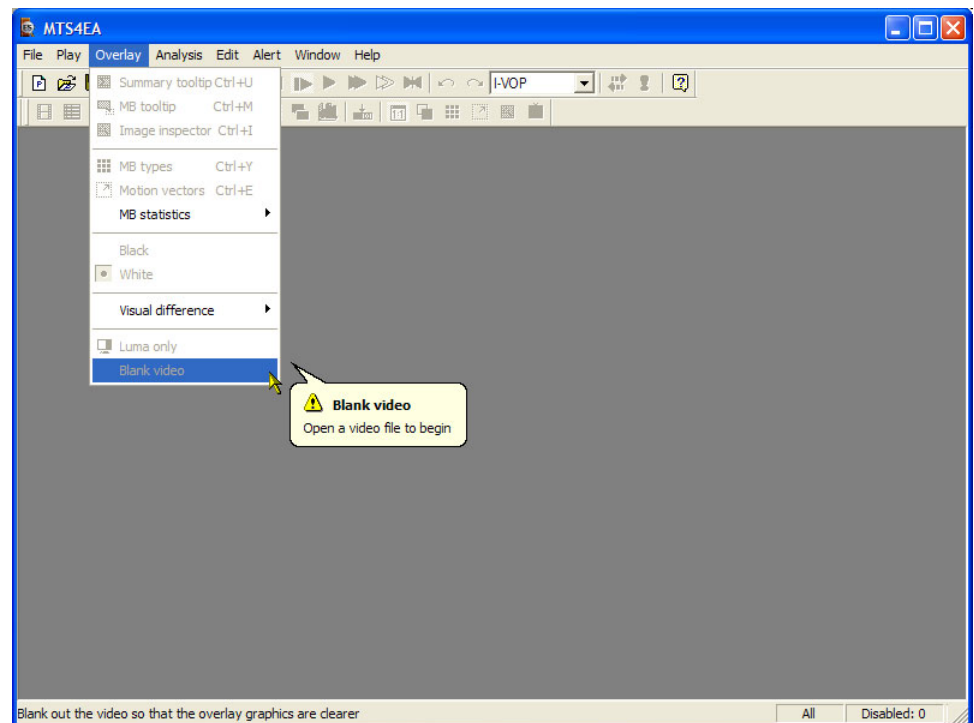 MTS4EA
File Play Overlay Analysis Edit Alert Window Help
I-VOP
Summary tooltip Ctrl+U
MB tooltip Ctrl+M
Image inspector Ctrl+I
MB types Ctrl+Y
Motion vectors Ctrl+E
MB statistics
Black
White
Visual difference
Luma only
Blank video
Blank video
Open a video file to begin
Blank out the video so that the overlay graphics are clearer
All Disabled: 0